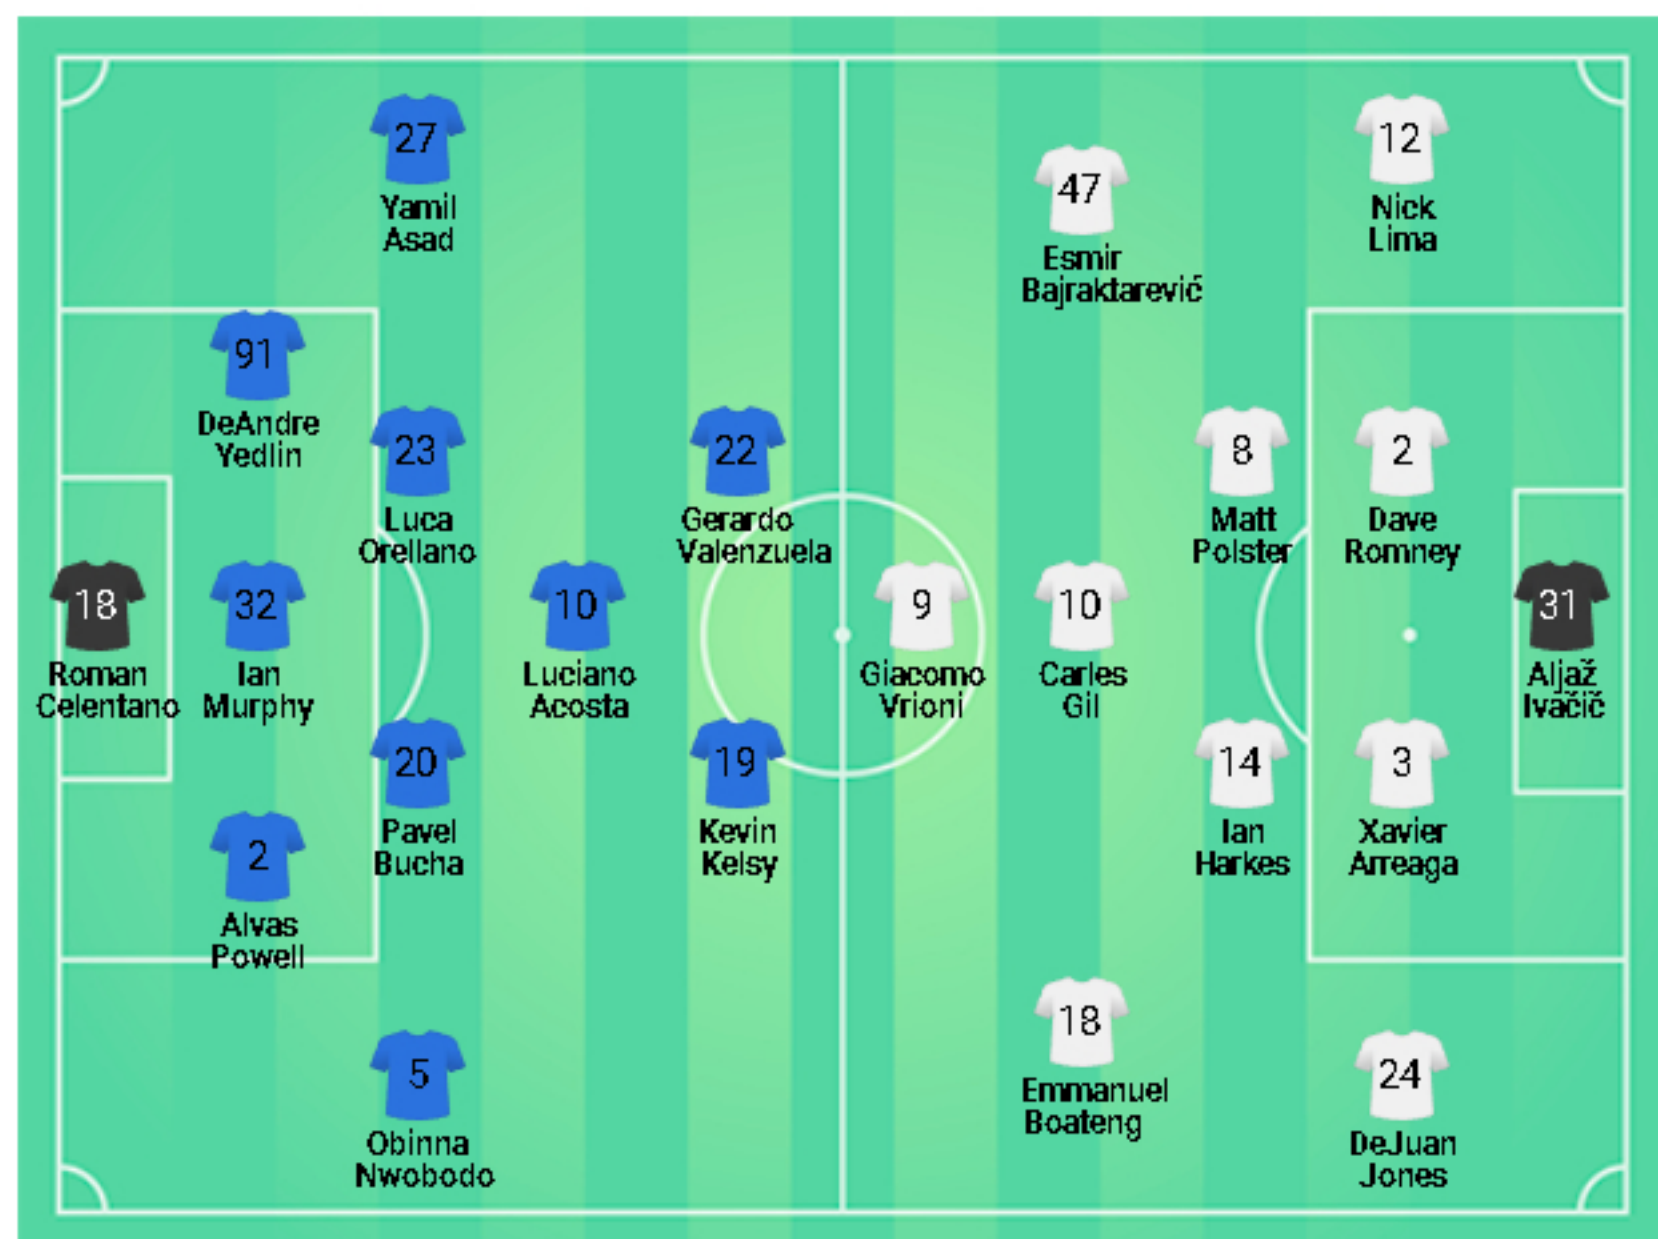 27
Yamil
Asad
91
DeAndre
Yedlin
23
Luca
Orellano
22
Gerardo
Valenzuela
18
Roman
Celentano
32
Ian
Murphy
10
Luciano
Acosta
20
Pavel
Bucha
19
Kevin
Kelsy
2
Alvas
Powell
5
Obinna
Nwobodo
47
Esmir
Bajraktarević
12
Nick
Lima
8
Matt
Polster
2
Dave
Romney
9
Giacomo
Vrioni
10
Carles
Gil
31
Aljaž
Ivačič
14
Ian
Harkes
3
Xavier
Arreaga
18
Emmanuel
Boateng
24
DeJuan
Jones